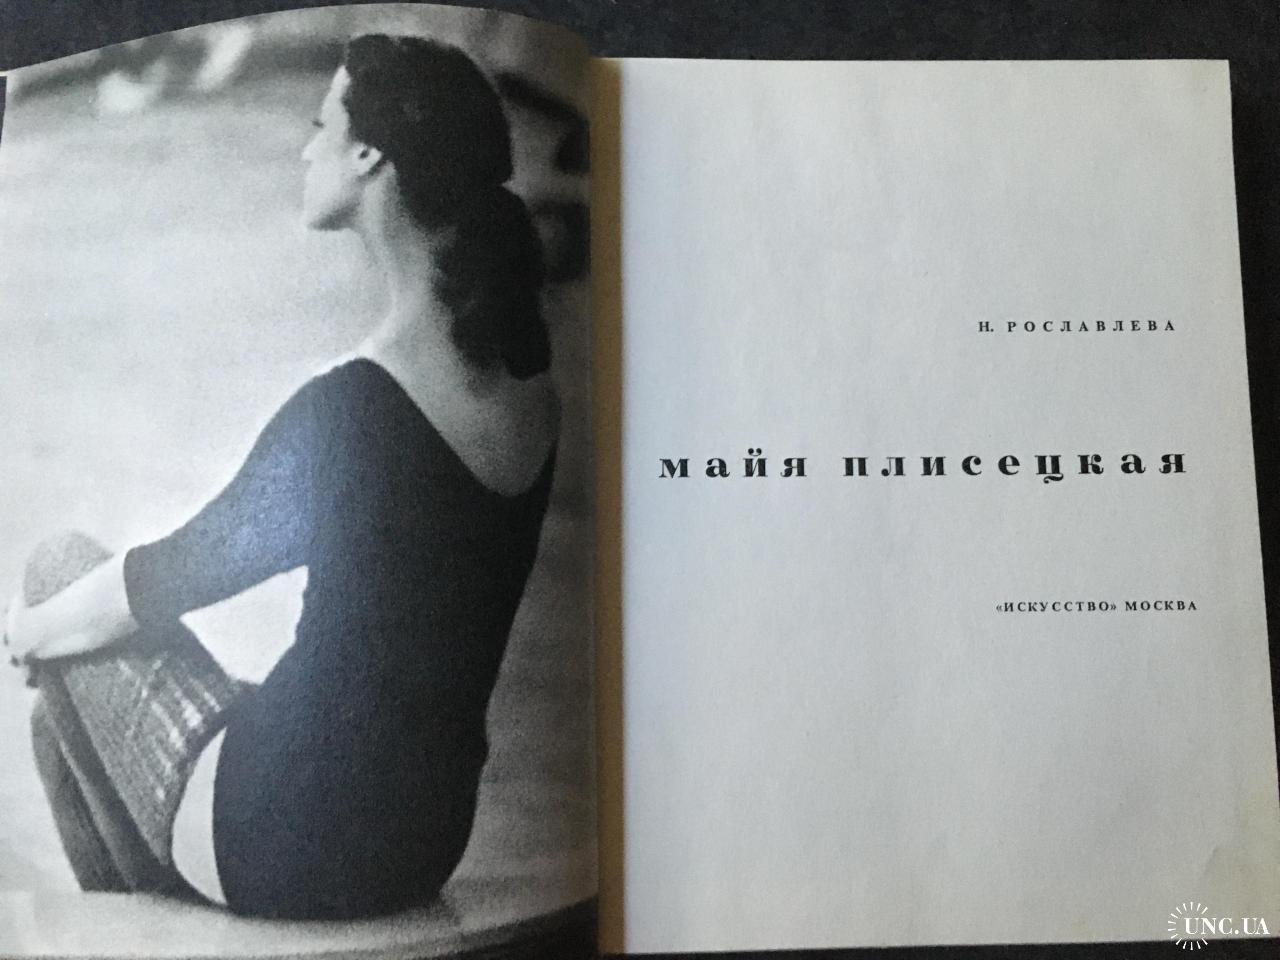 Н. РОСЛАВЛЕВА
майя плисецкая
«ИСКУССТВО» МОСКВА
UNC.UA